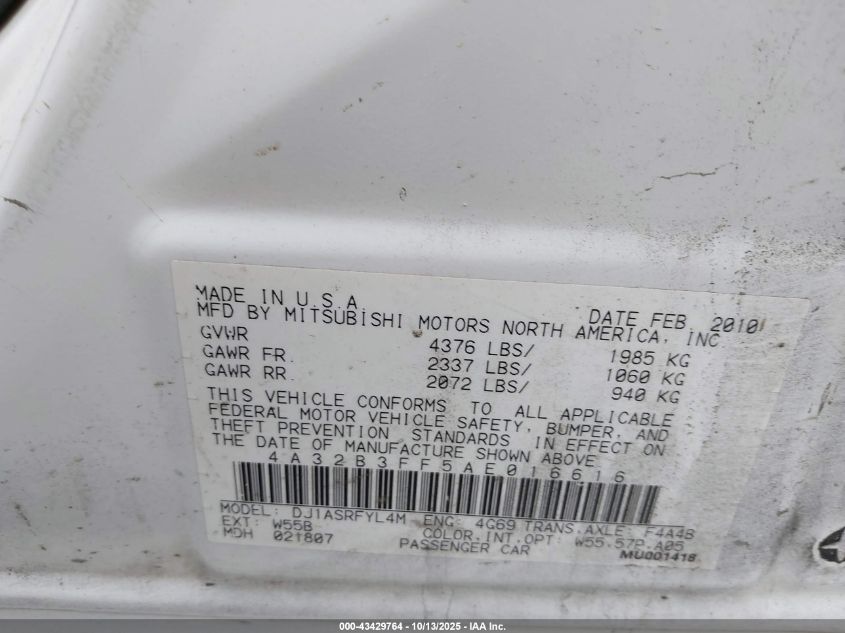 MADE IN U.S.A. DATE FEB 2010
MFD BY MITSUBISHI MOTORS NORTH AMERICA, INC
GVWR 4376 LBS/ 1985 KG
GAWR FR. 2337 LBS/ 1060 KG
GAWR RR. 2072 LBS/ 940 KG
THIS VEHICLE CONFORMS TO ALL APPLICABLE
FEDERAL MOTOR VEHICLE SAFETY, BUMPER, AND
THEFT PREVENTION STANDARDS IN EFFECT ON
THE DATE OF MANUFACTURE SHOWN ABOVE
4A32B3FF5AE016616
MODEL: DJ1ASRFYL4M ENG: 4G69 TRANS.AXLE: F4A4B
EXT: W55B COLOR.INT.OPT: W55.57P.A05
MDH 021807 PASSENGER CAR MU001418
000-43429764 - 10/13/2025 - IAA Inc.